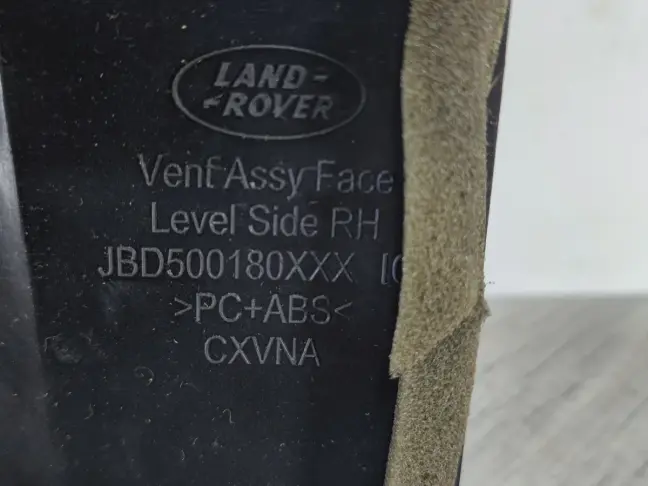 LAND-
-ROVER
Vent Assy Face
Level Side RH
JBD500180XXX [
>PC+ABS<
CXVNA